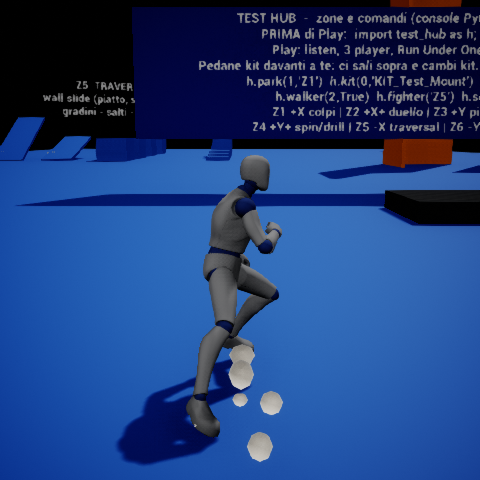 TEST HUB - zone e comandi (console Py
PRIMA di Play: import test_hub as h;
Play: listen, 3 player, Run Under One
Pedane kit davanti a te: ci sali sopra e cambi kit.
h.park(1,'Z1') h.kit(0,'KIT_Test_Mount')
h.walker(2,True) h.fighter('Z5') h.s
Z1 +X colpi | Z2 +X+ duello | Z3 +Y pi
Z4 +Y+ spin/drill | Z5 -X traversal | Z6 -Y
Z5 TRAVER
wall slide (piatto, s
gradini - salti -